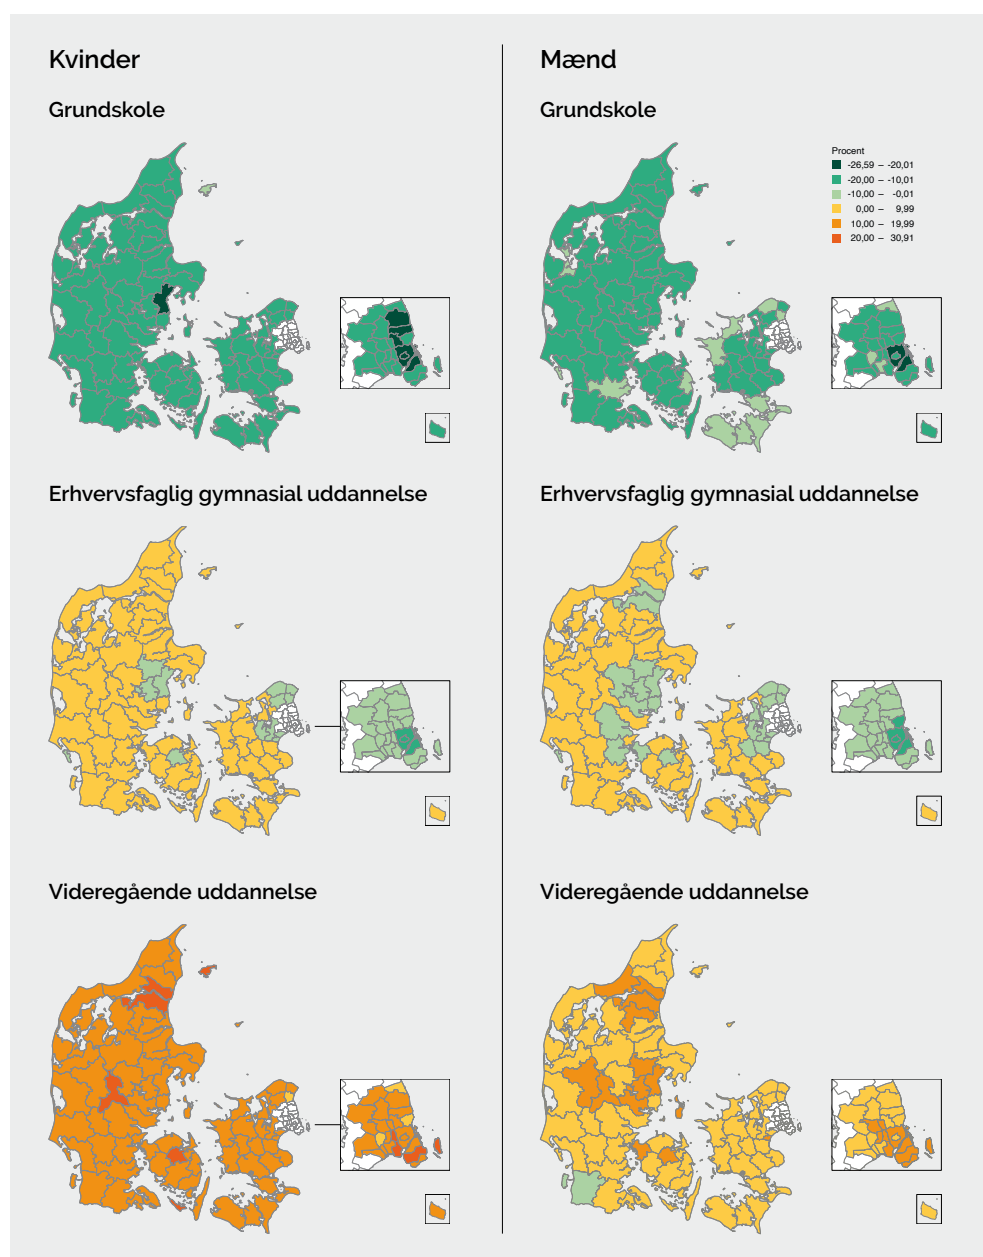 Kvinder
Mænd
Grundskole
Grundskole
Procent
-26,59 – -20,01
-20,00 – -10,01
-10,00 – -0,01
0,00 – 9,99
10,00 – 19,99
20,00 – 30,91
Erhvervsfaglig gymnasial uddannelse
Erhvervsfaglig gymnasial uddannelse
Videregående uddannelse
Videregående uddannelse